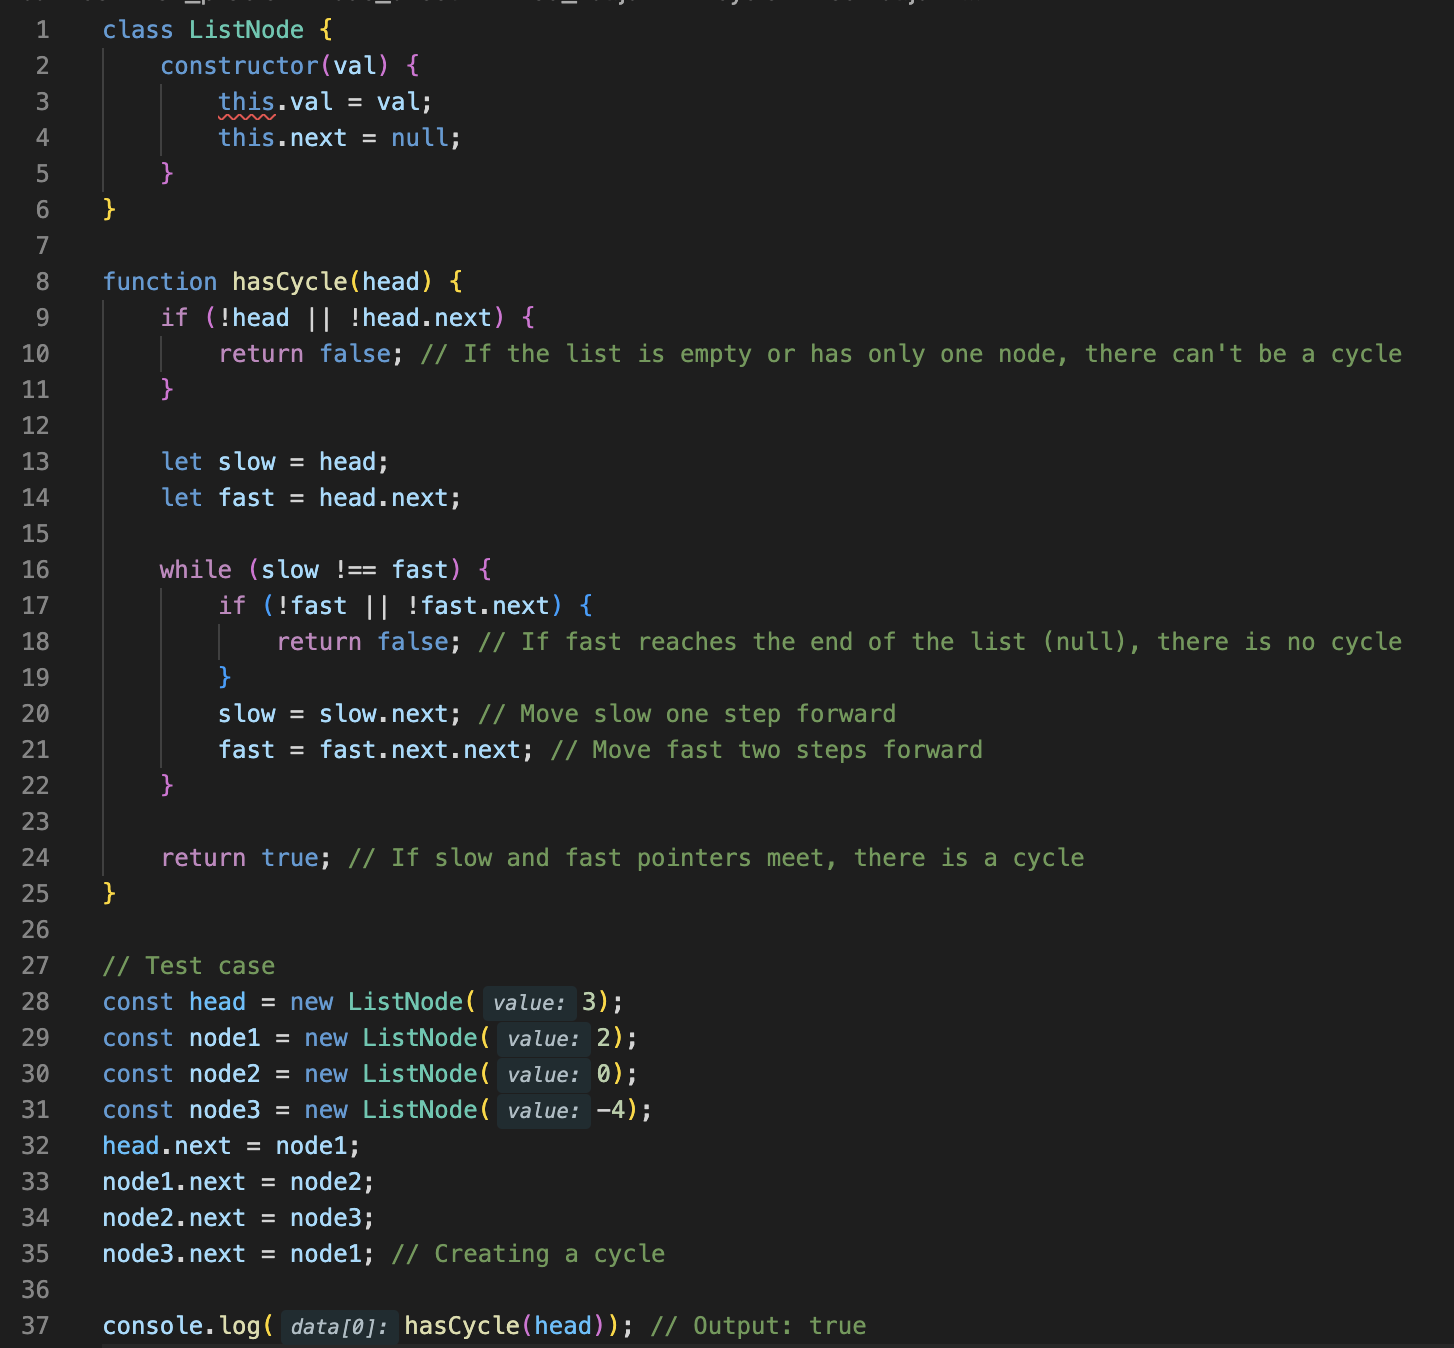 1 class ListNode {
2 constructor(val) {
3 this.val = val;
4 this.next = null;
5 }
6 }
7
8 function hasCycle(head) {
9 if (!head || !head.next) {
10 return false; // If the list is empty or has only one node, there can't be a cycle
11 }
12
13 let slow = head;
14 let fast = head.next;
15
16 while (slow !== fast) {
17 if (!fast || !fast.next) {
18 return false; // If fast reaches the end of the list (null), there is no cycle
19 }
20 slow = slow.next; // Move slow one step forward
21 fast = fast.next.next; // Move fast two steps forward
22 }
23
24 return true; // If slow and fast pointers meet, there is a cycle
25 }
26
27 // Test case
28 const head = new ListNode( value: 3);
29 const node1 = new ListNode( value: 2);
30 const node2 = new ListNode( value: 0);
31 const node3 = new ListNode( value: -4);
32 head.next = node1;
33 node1.next = node2;
34 node2.next = node3;
35 node3.next = node1; // Creating a cycle
36
37 console.log( data[0]: hasCycle(head)); // Output: true